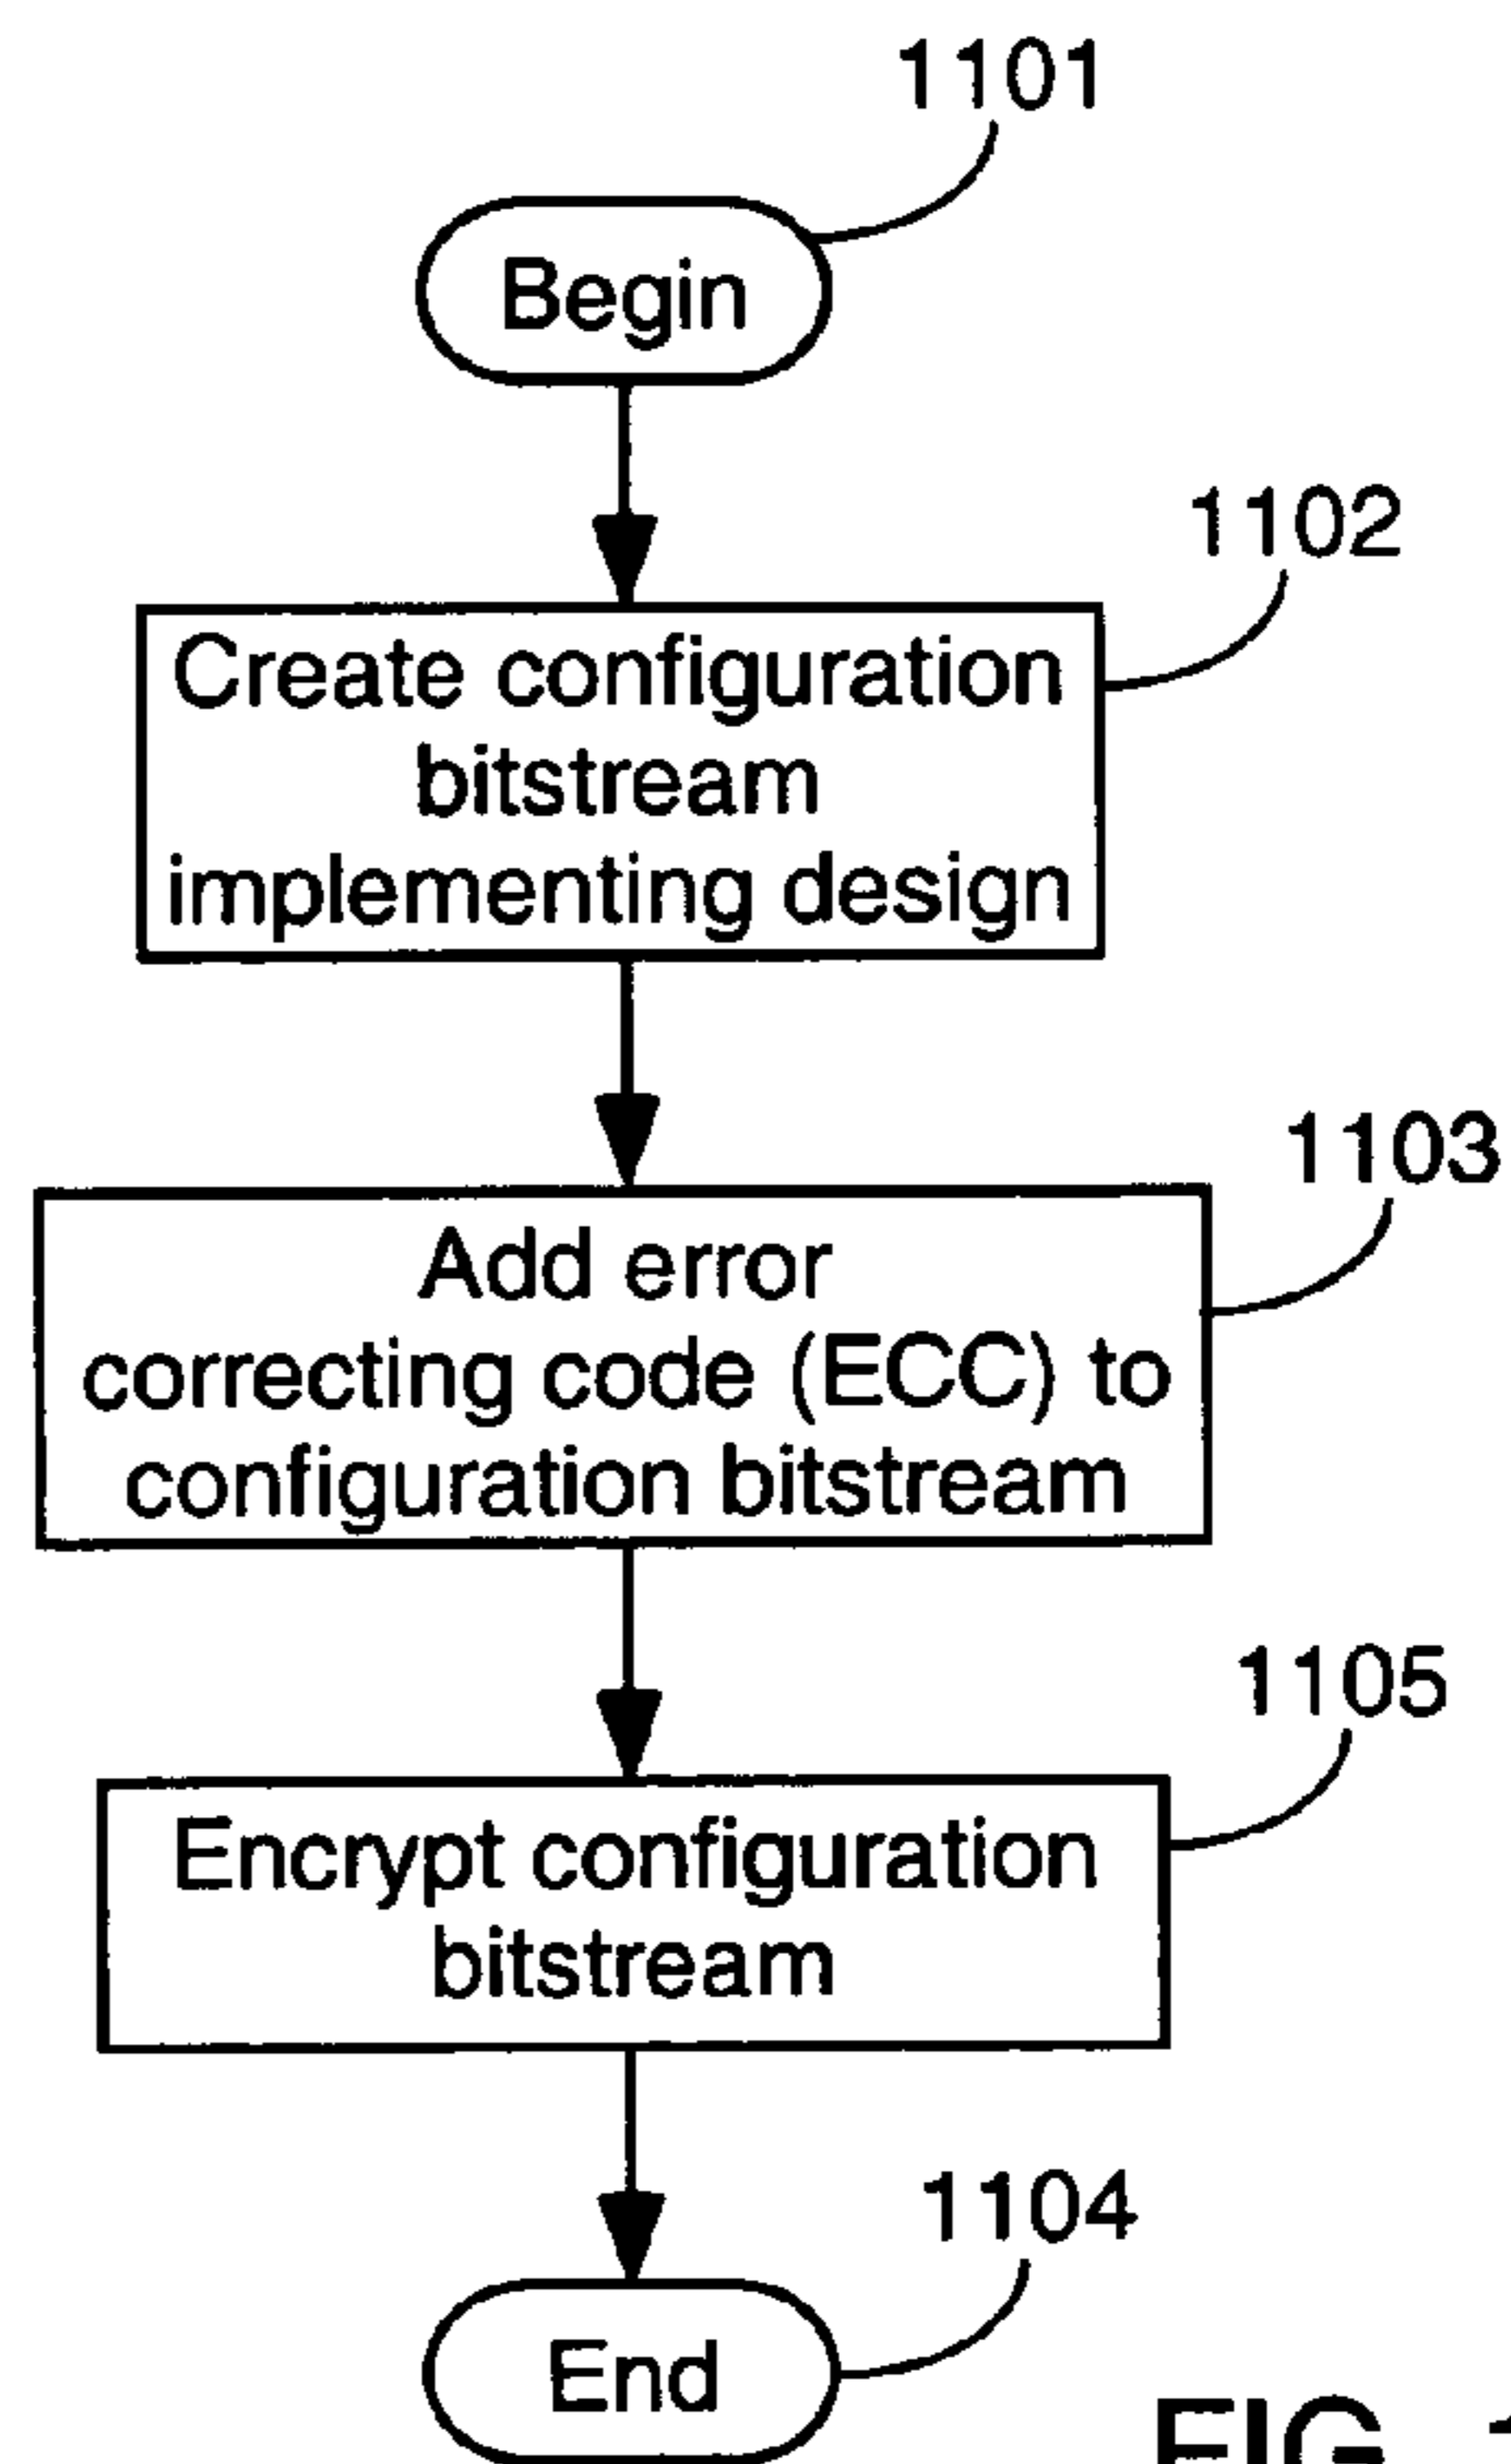 1101
Begin
1102
Create configuration
bitstream
implementing design
1103
Add error
correcting code (ECC) to
configuration bitstream
1105
Encrypt configuration
bitstream
1104
End
FIG.